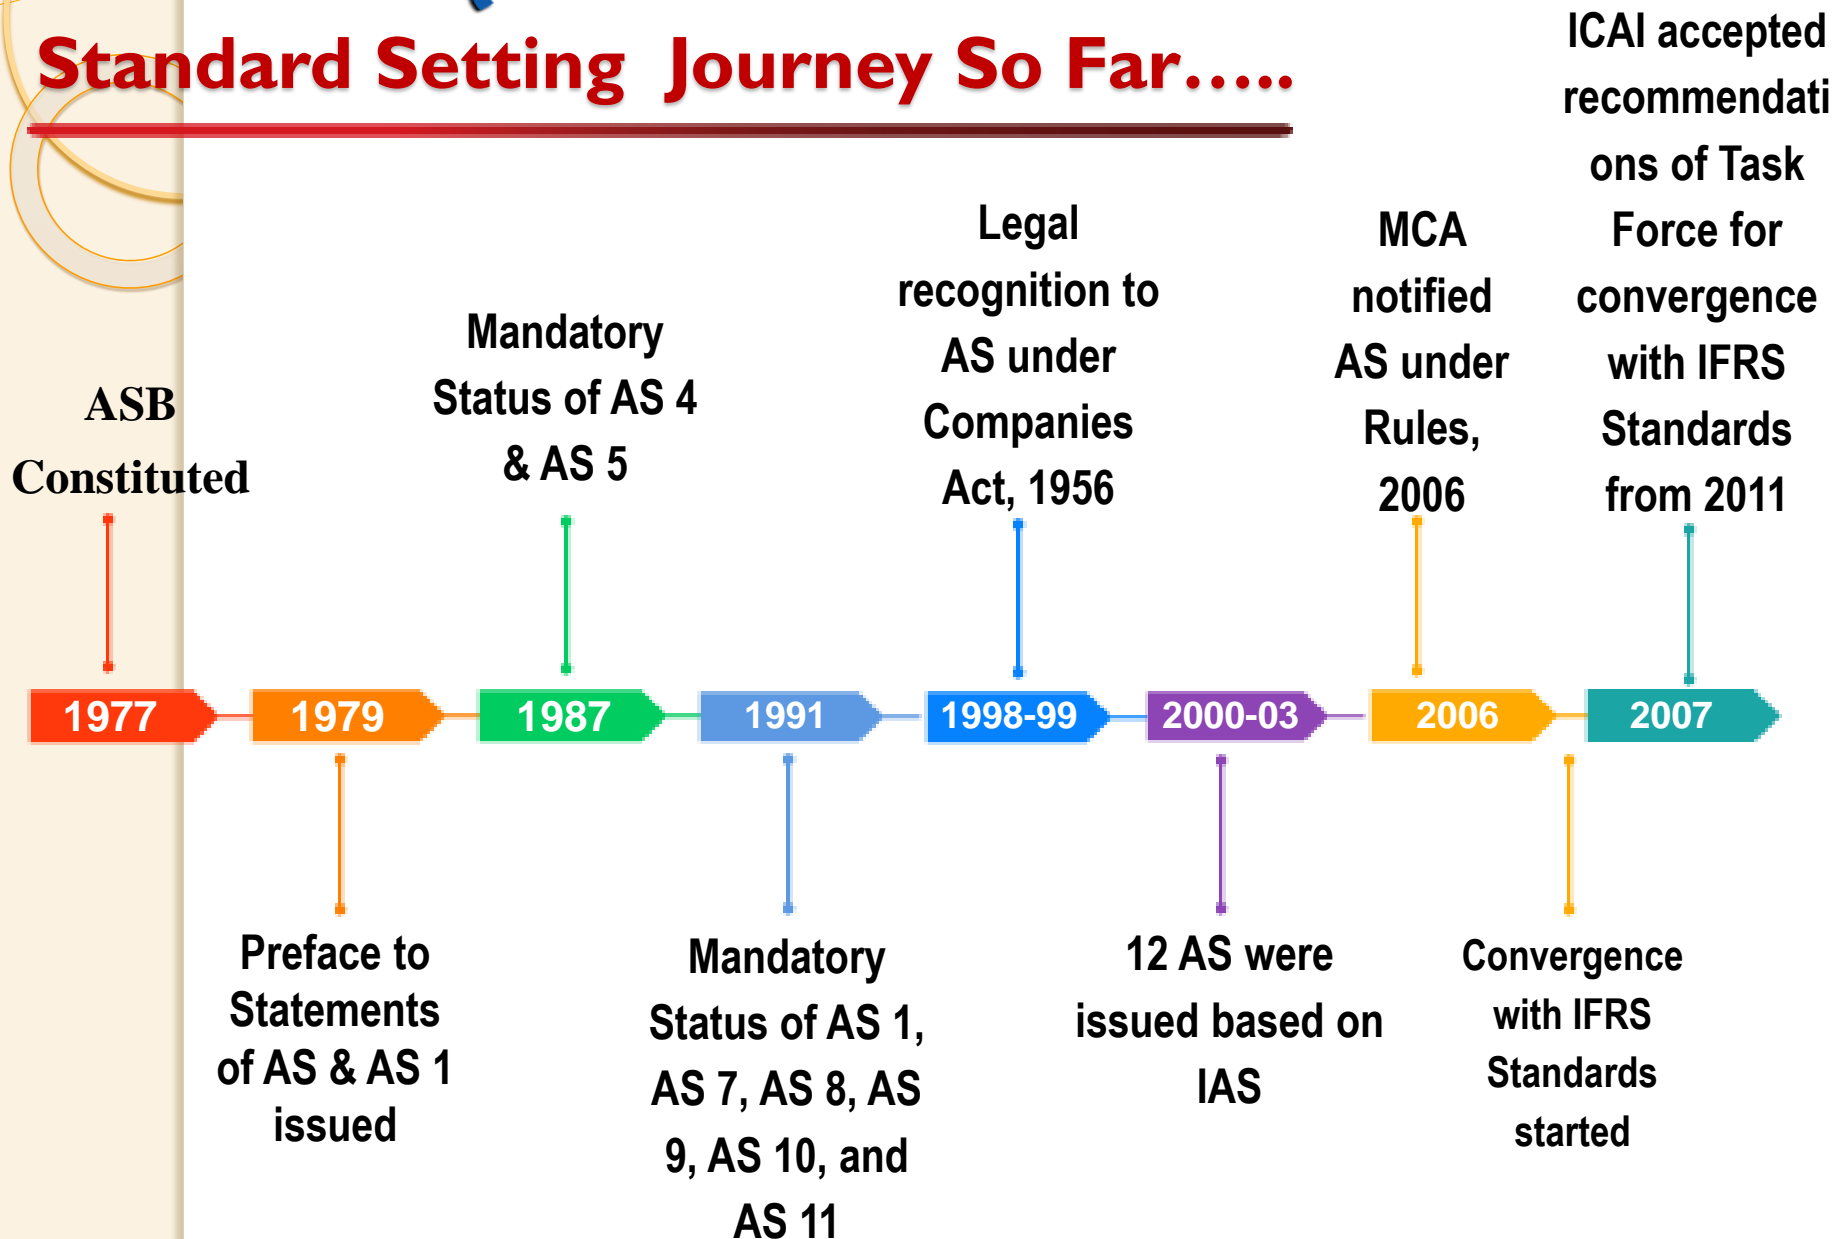 Standard Setting Journey So Far.....
ASB
Constituted
Mandatory
Status of AS 4
& AS 5
Legal
recognition to
AS under
Companies
Act, 1956
MCA
notified
AS under
Rules,
2006
ICAI accepted
recommendati
ons of Task
Force for
convergence
with IFRS
Standards
from 2011
1977
1979
1987
1991
1998-99
2000-03
2006
2007
Preface to
Statements
of AS & AS 1
issued
Mandatory
Status of AS 1,
AS 7, AS 8, AS
9, AS 10, and
AS 11
12 AS were
issued based on
IAS
Convergence
with IFRS
Standards
started